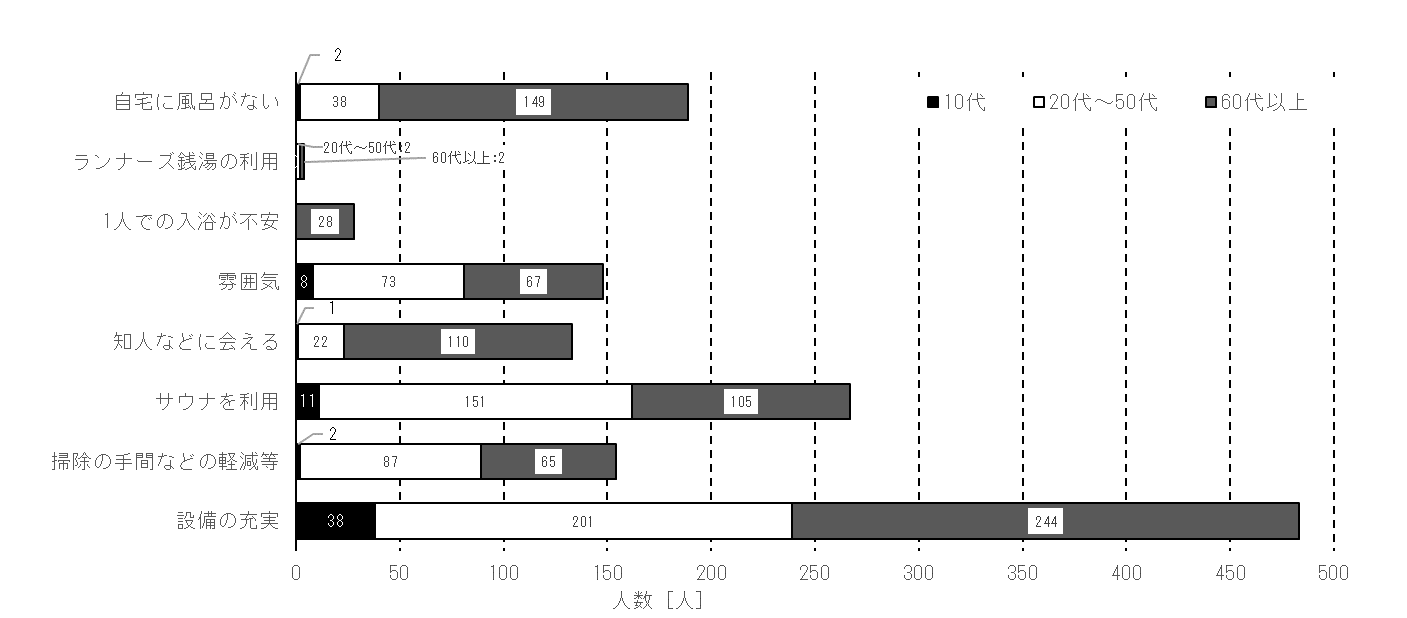 2
自宅に風呂がない 38 149
10代 20代～50代 60代以上
ランナーズ銭湯の利用 20代～50代:2 60代以上:2
1人での入浴が不安 28
雰囲気 8 73 67
1
知人などに会える 22 110
サウナを利用 11 151 105
2
掃除の手間などの軽減等 87 65
設備の充実 38 201 244
0 50 100 150 200 250 300 350 400 450 500
人数［人］